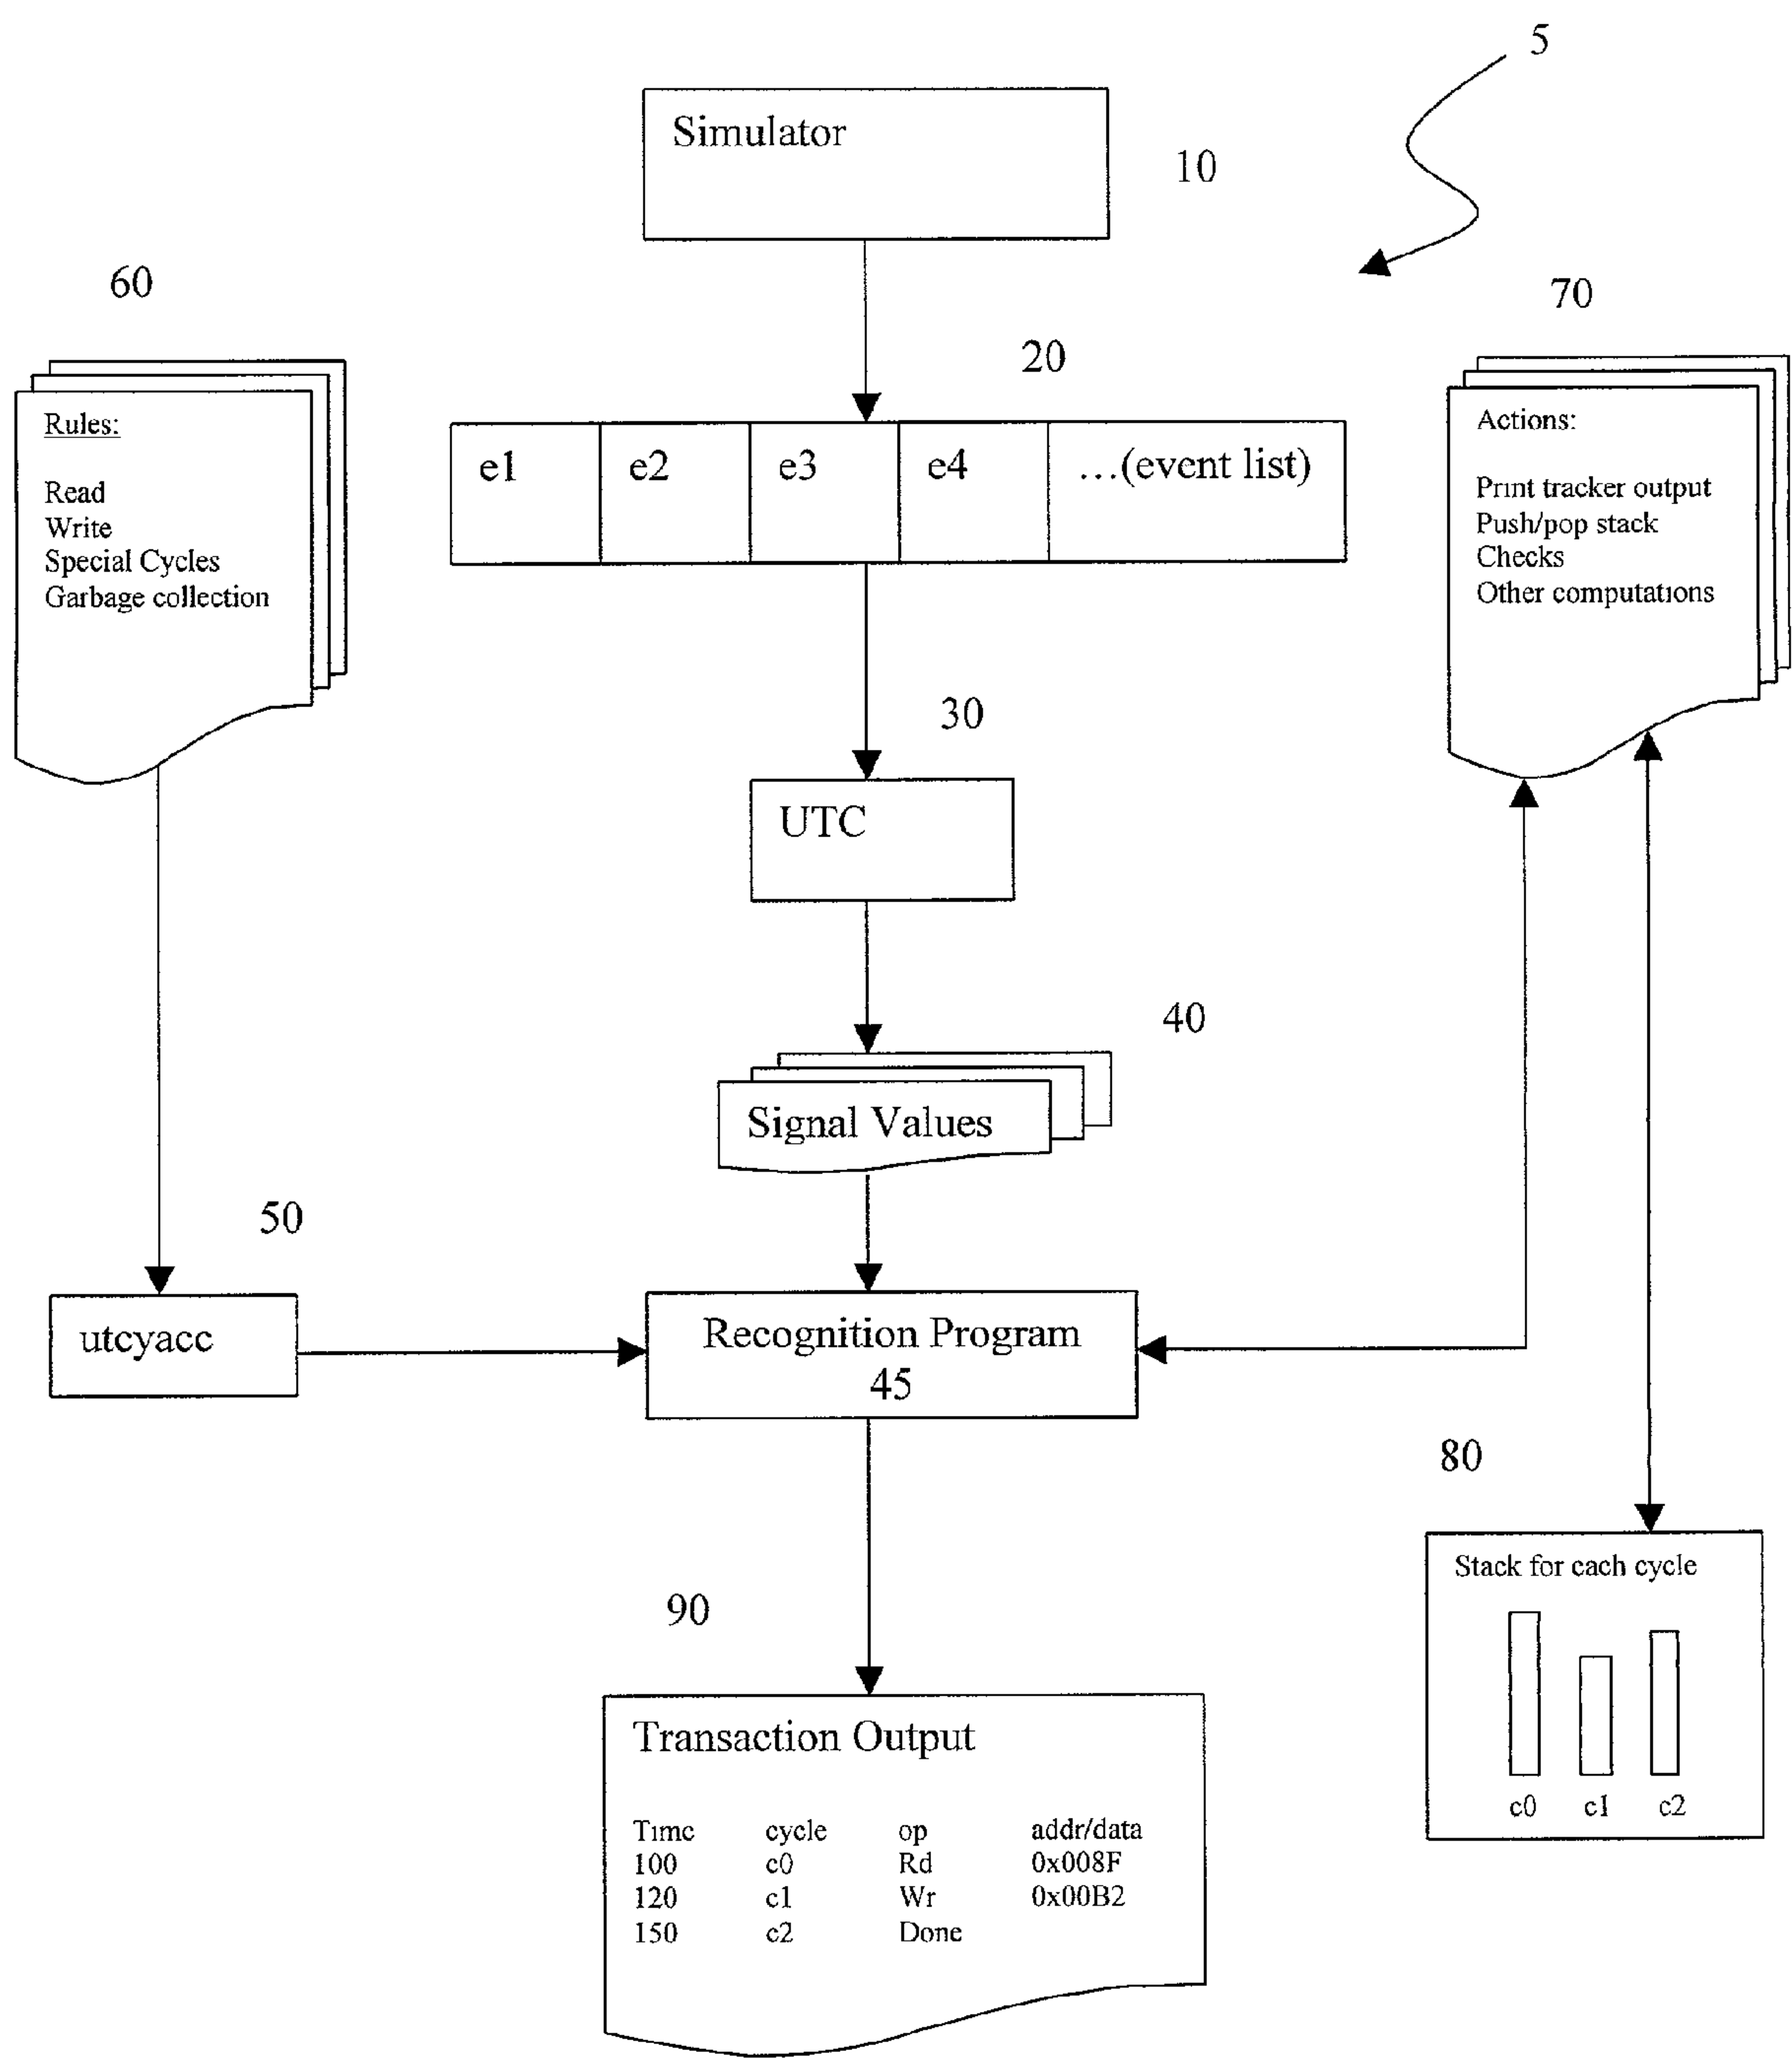 5
Simulator
10
60
70
20
Rules:
Read
Write
Special Cycles
Garbage collection
e1 e2 e3 e4 ...(event list)
Actions:
Print tracker output
Push/pop stack
Checks
Other computations
30
UTC
40
Signal Values
50
utcyacc
Recognition Program
45
80
Stack for each cycle
c0 c1 c2
90
Transaction Output
Time cycle op addr/data
100 c0 Rd 0x008F
120 c1 Wr 0x00B2
150 c2 Done